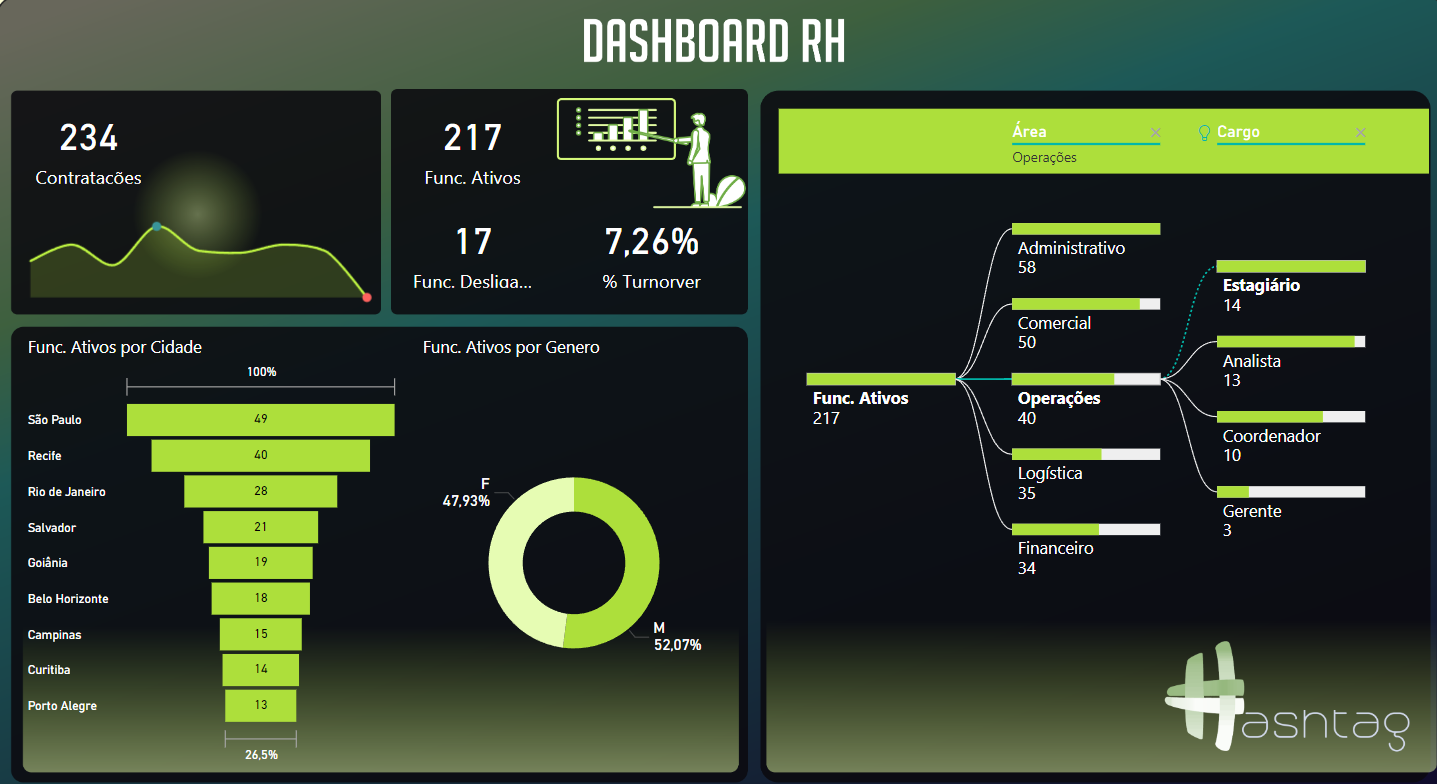 DASHBOARD RH
234
Contratacões
217
Func. Ativos
17
Func. Desliga...
7,26%
% Turnorver
Func. Ativos por Cidade
100%
São Paulo 49
Recife 40
Rio de Janeiro 28
Salvador 21
Goiânia 19
Belo Horizonte 18
Campinas 15
Curitiba 14
Porto Alegre 13
26,5%
Func. Ativos por Genero
F
47,93%
M
52,07%
Área
Operações
Cargo
Func. Ativos
217
Administrativo
58
Comercial
50
Operações
40
Logística
35
Financeiro
34
Estagiário
14
Analista
13
Coordenador
10
Gerente
3
Hashtag